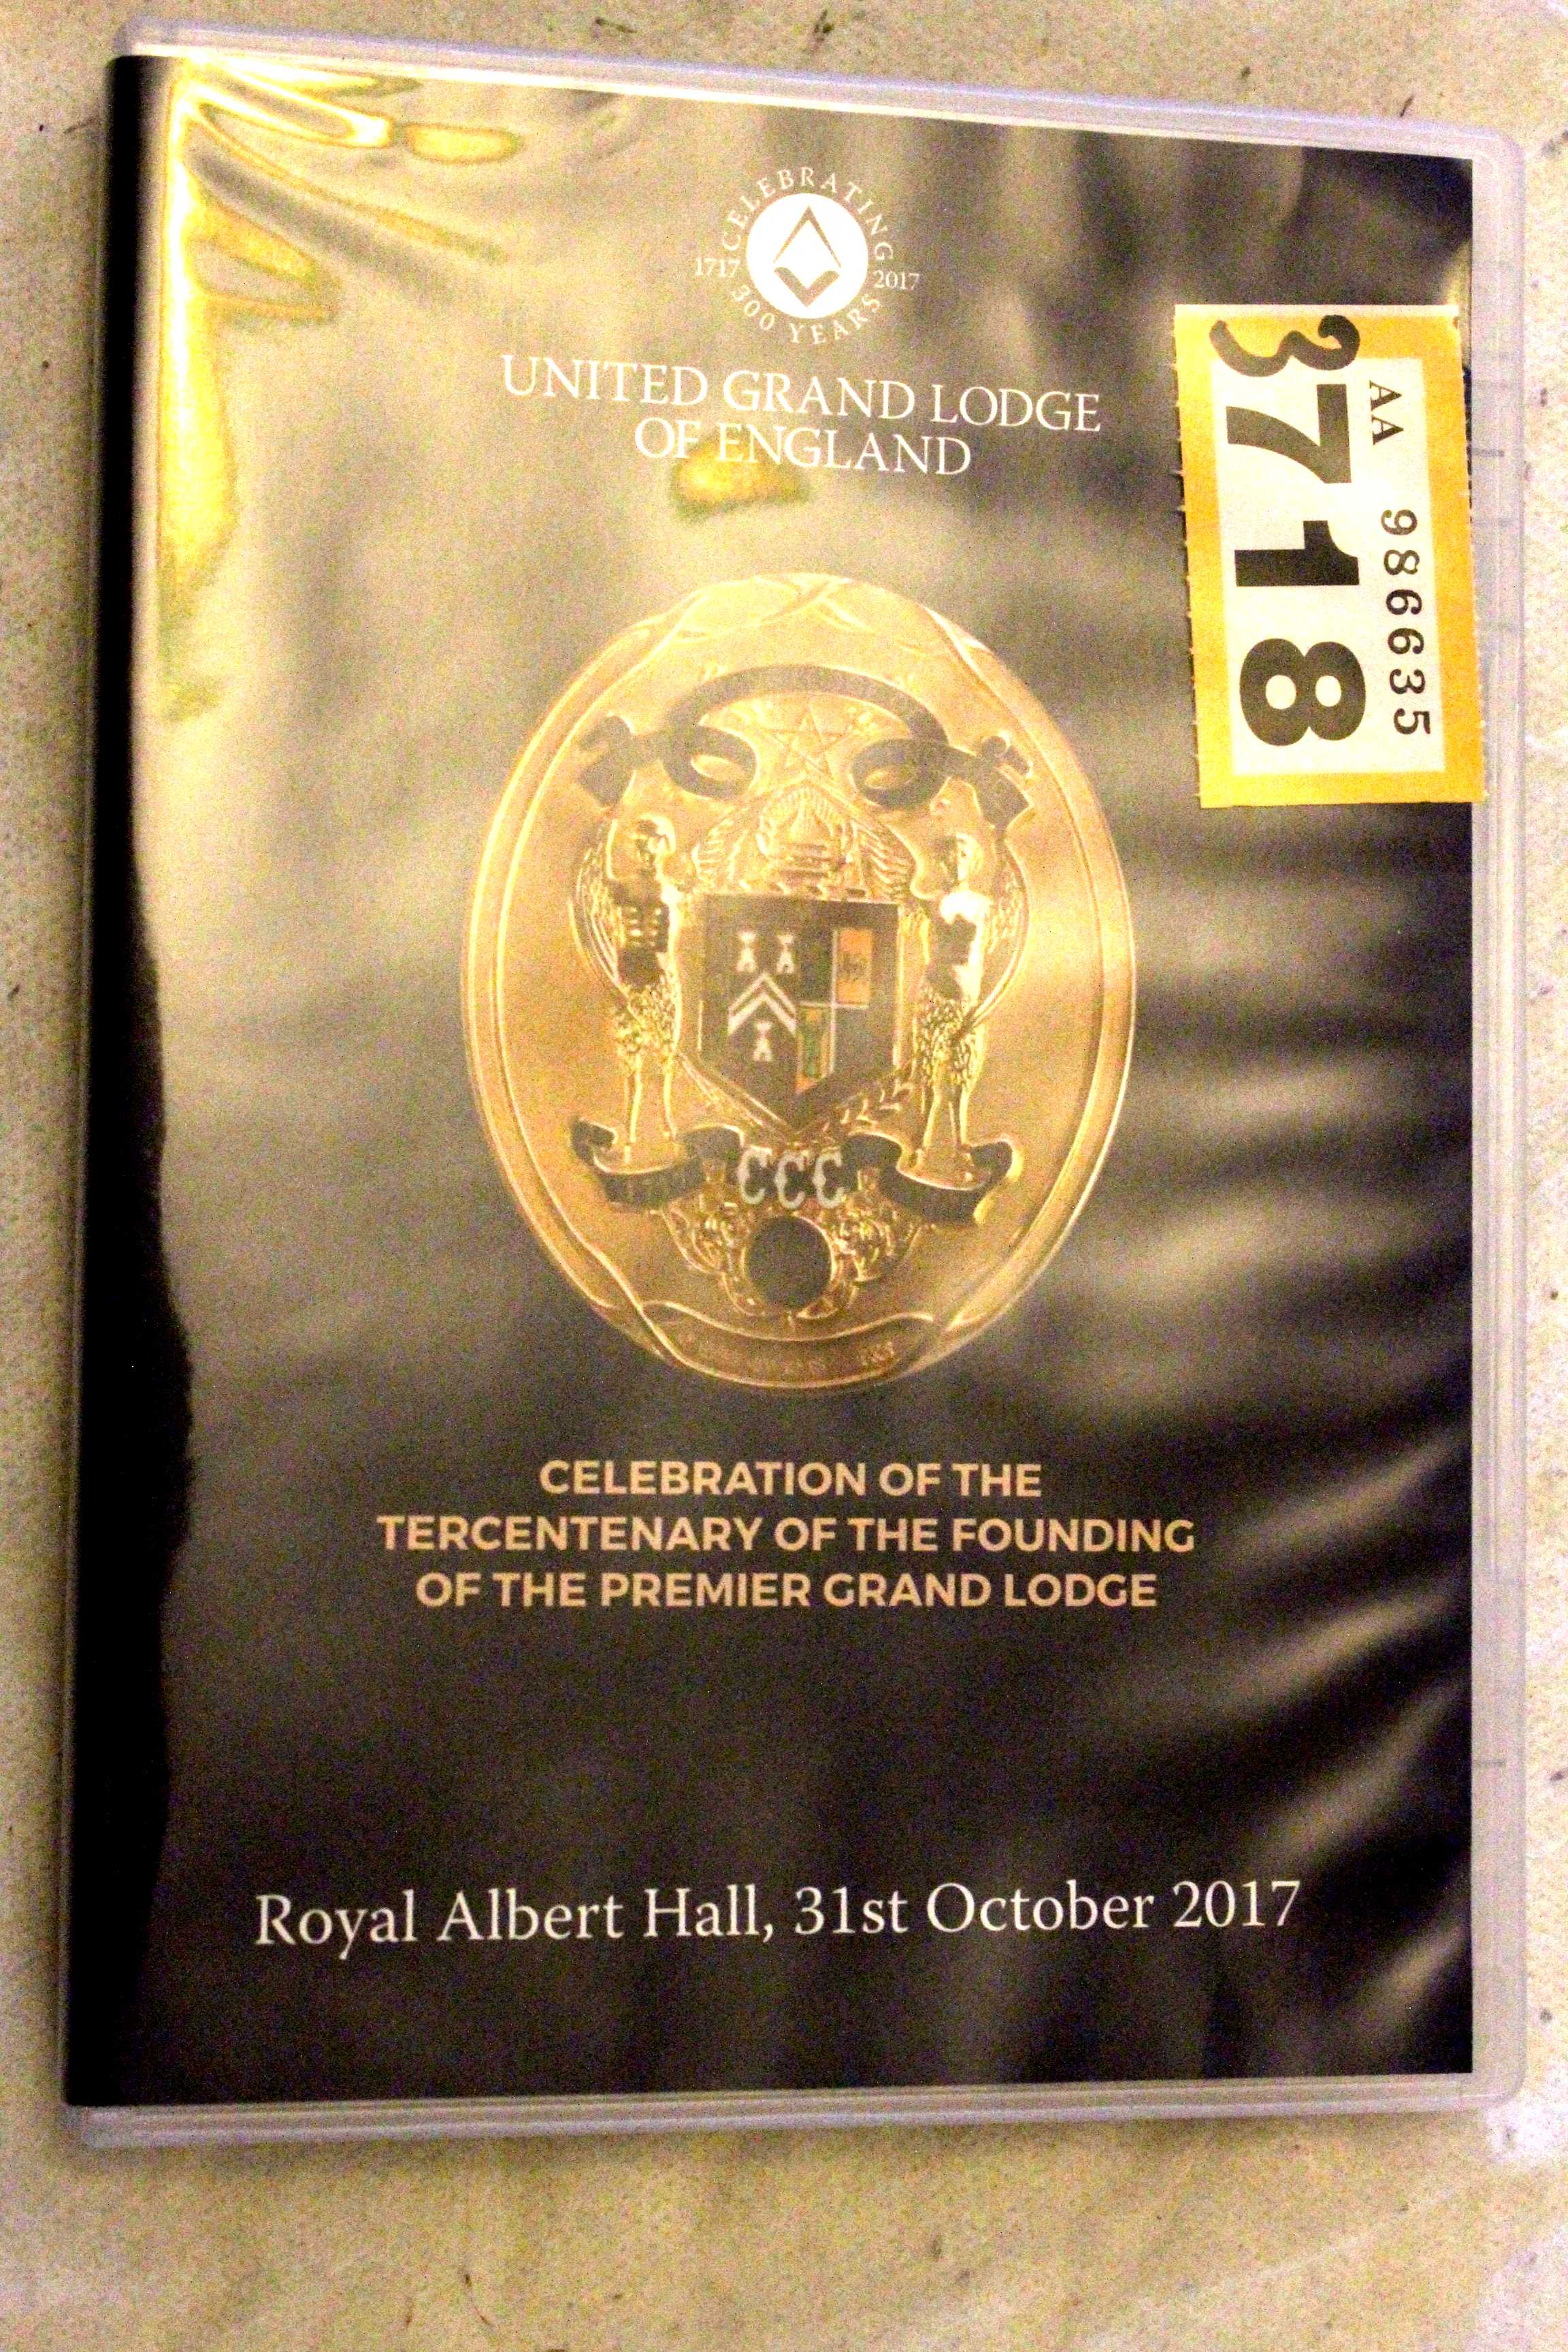 CELEBRATING
1717
2017
300 YEARS
UNITED GRAND LODGE
OF ENGLAND
AA 986635
3718
CCC
CELEBRATION OF THE
TERCENTENARY OF THE FOUNDING
OF THE PREMIER GRAND LODGE
Royal Albert Hall, 31st October 2017